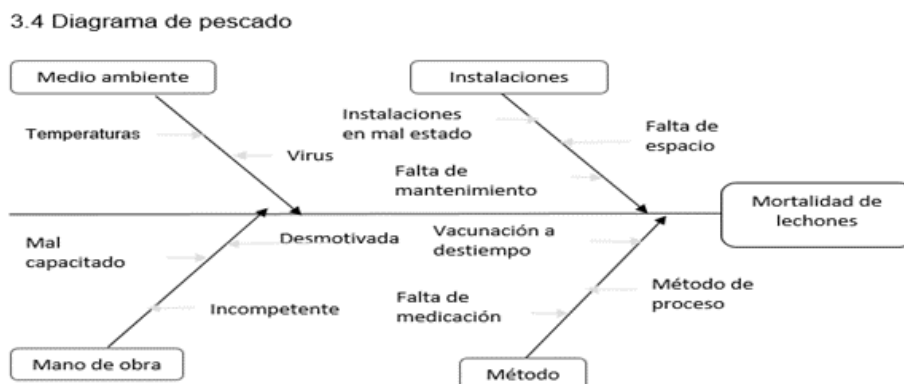 3.4 Diagrama de pescado
Medio ambiente
Instalaciones
Temperaturas
Virus
Instalaciones
en mal estado
Falta de
espacio
Falta de
mantenimiento
Mortalidad de
lechones
Mal
capacitado
Desmotivada
Incompetente
Vacunación a
destiempo
Falta de
medicación
Método de
proceso
Mano de obra
Método